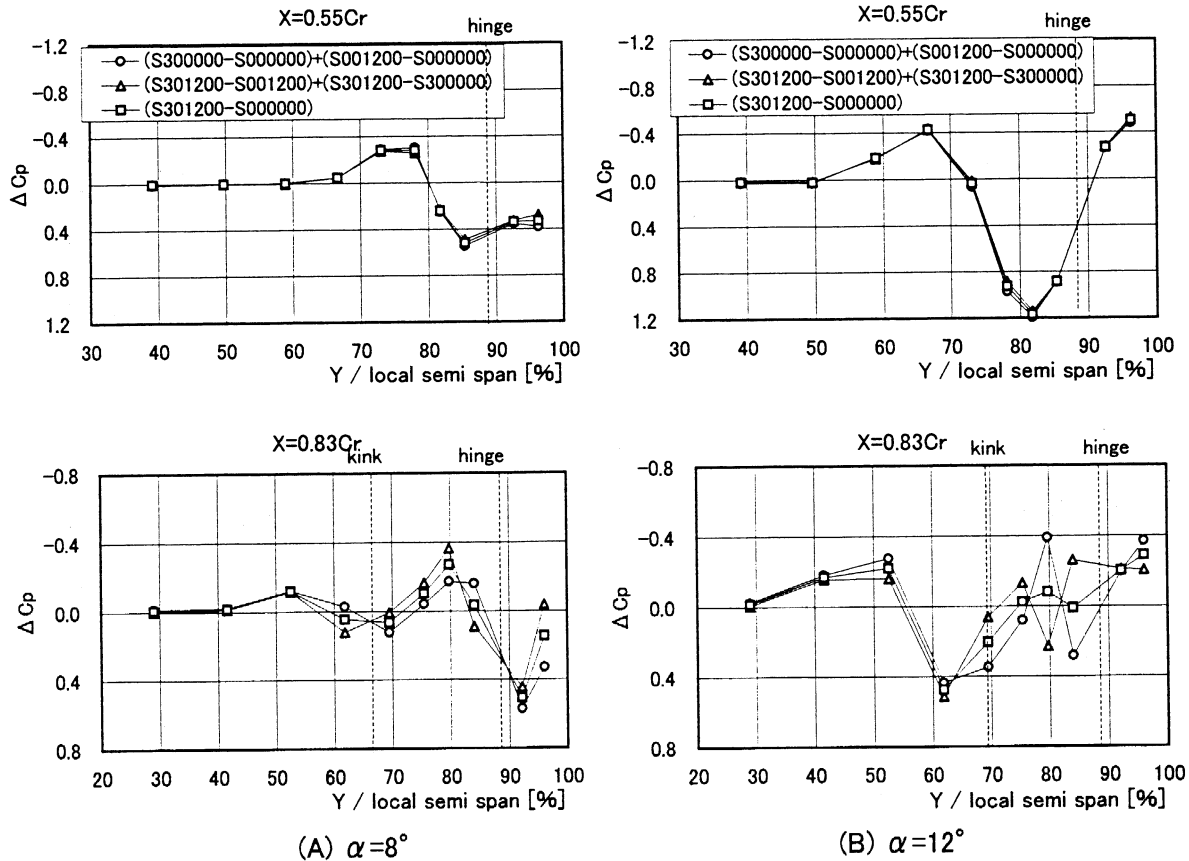 X=0.55Cr
hinge
-1.2
-0.8
-0.4
0.0
0.4
0.8
1.2
ΔCp
(S300000-S000000)+(S001200-S000000)
(S301200-S001200)+(S301200-S300000)
(S301200-S000000)
30 40 50 60 70 80 90 100
Y / local semi span [%]
X=0.55Cr
hinge
-1.2
-0.8
-0.4
0.0
0.4
0.8
1.2
ΔCp
(S300000-S000000)+(S001200-S000000)
(S301200-S001200)+(S301200-S300000)
(S301200-S000000)
30 40 50 60 70 80 90 100
Y / local semi span [%]
X=0.83Cr
kink
hinge
-0.8
-0.4
0.0
0.4
0.8
ΔCp
20 30 40 50 60 70 80 90 100
Y / local semi span [%]
(A) α=8°
X=0.83Cr
kink
hinge
-0.8
-0.4
0.0
0.4
0.8
ΔCp
20 30 40 50 60 70 80 90 100
Y / local semi span [%]
(B) α=12°